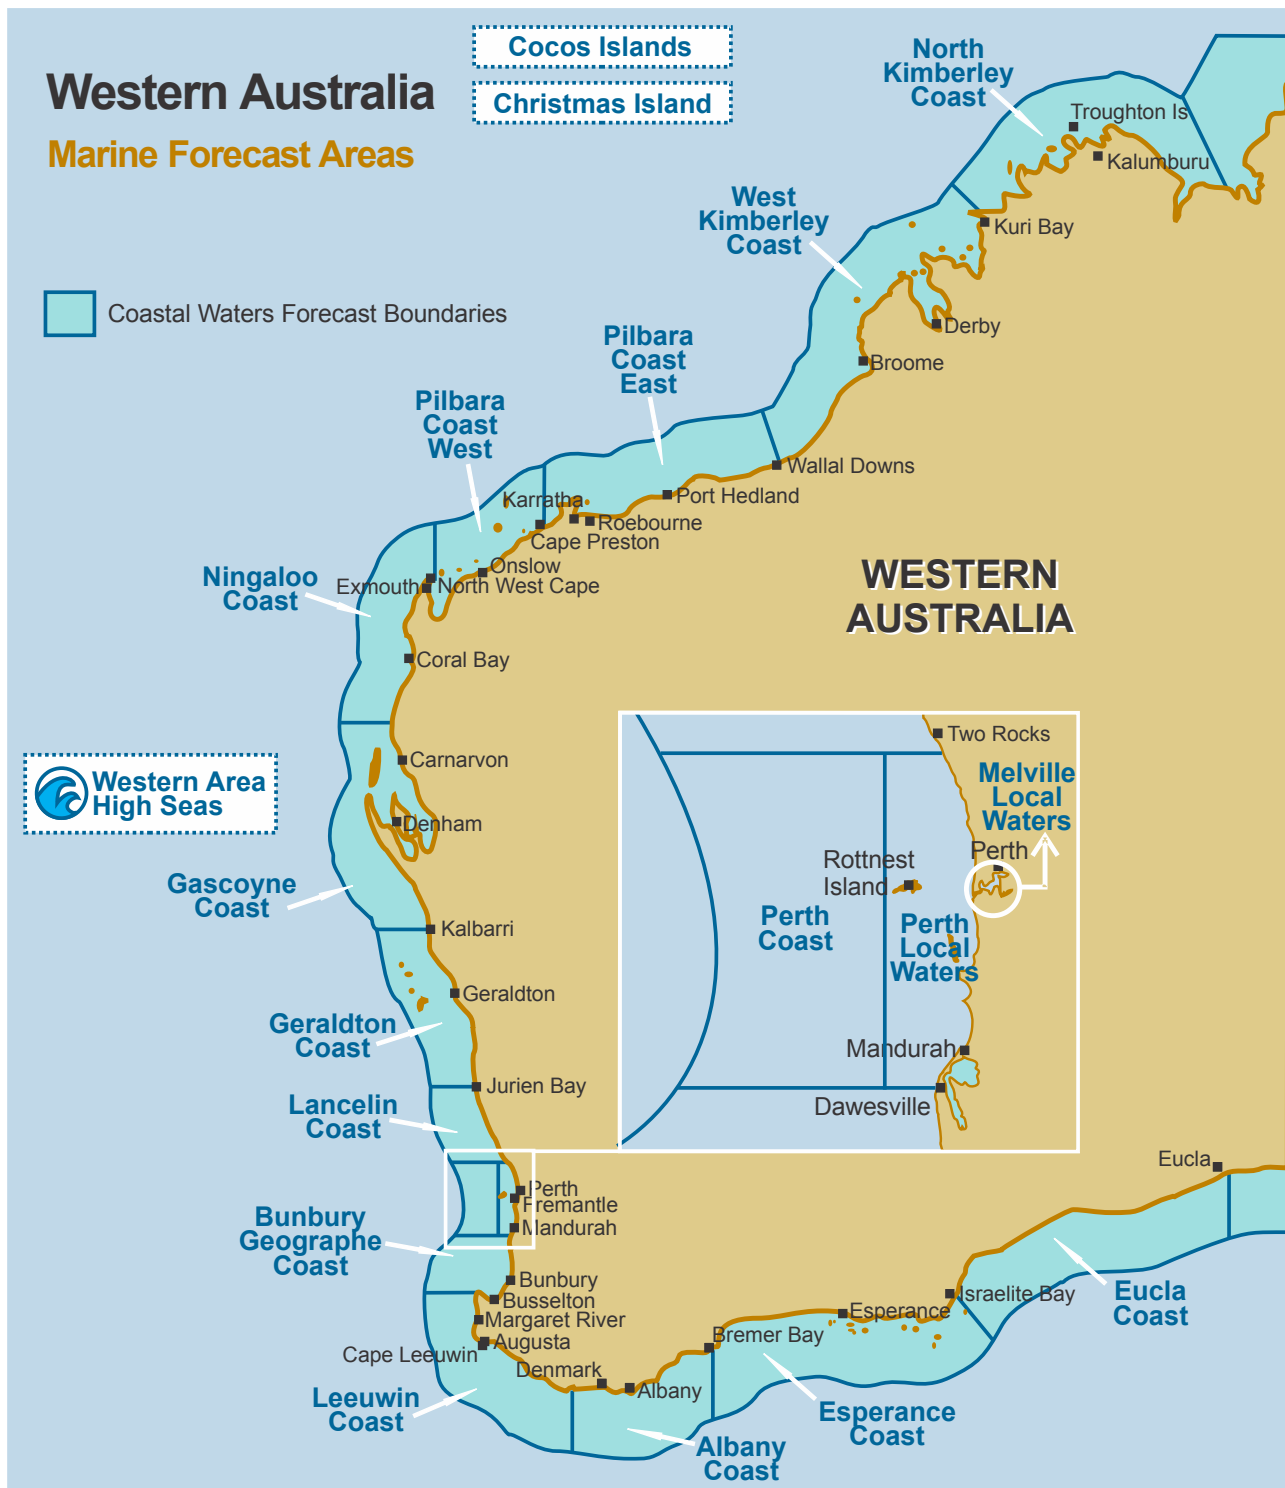 Western Australia
Marine Forecast Areas
Cocos Islands
Christmas Island
Coastal Waters Forecast Boundaries
North
Kimberley
Coast
Troughton Is
Kalumburu
West
Kimberley
Coast
Kuri Bay
Derby
Broome
Pilbara
Coast
East
Pilbara
Coast
West
Wallal Downs
Port Hedland
Karratha
Roebourne
Cape Preston
Onslow
Exmouth
North West Cape
Ningaloo
Coast
WESTERN
AUSTRALIA
Coral Bay
Carnarvon
Western Area
High Seas
Denham
Gascoyne
Coast
Kalbarri
Geraldton
Geraldton
Coast
Jurien Bay
Lancelin
Coast
Two Rocks
Melville
Local
Waters
Perth
Rottnest
Island
Perth
Coast
Perth
Local
Waters
Mandurah
Dawesville
Perth
Fremantle
Mandurah
Bunbury
Geographe
Coast
Bunbury
Busselton
Margaret River
Augusta
Cape Leeuwin
Leeuwin
Coast
Denmark
Albany
Albany
Coast
Bremer Bay
Esperance
Esperance
Coast
Israelite Bay
Eucla
Eucla
Coast